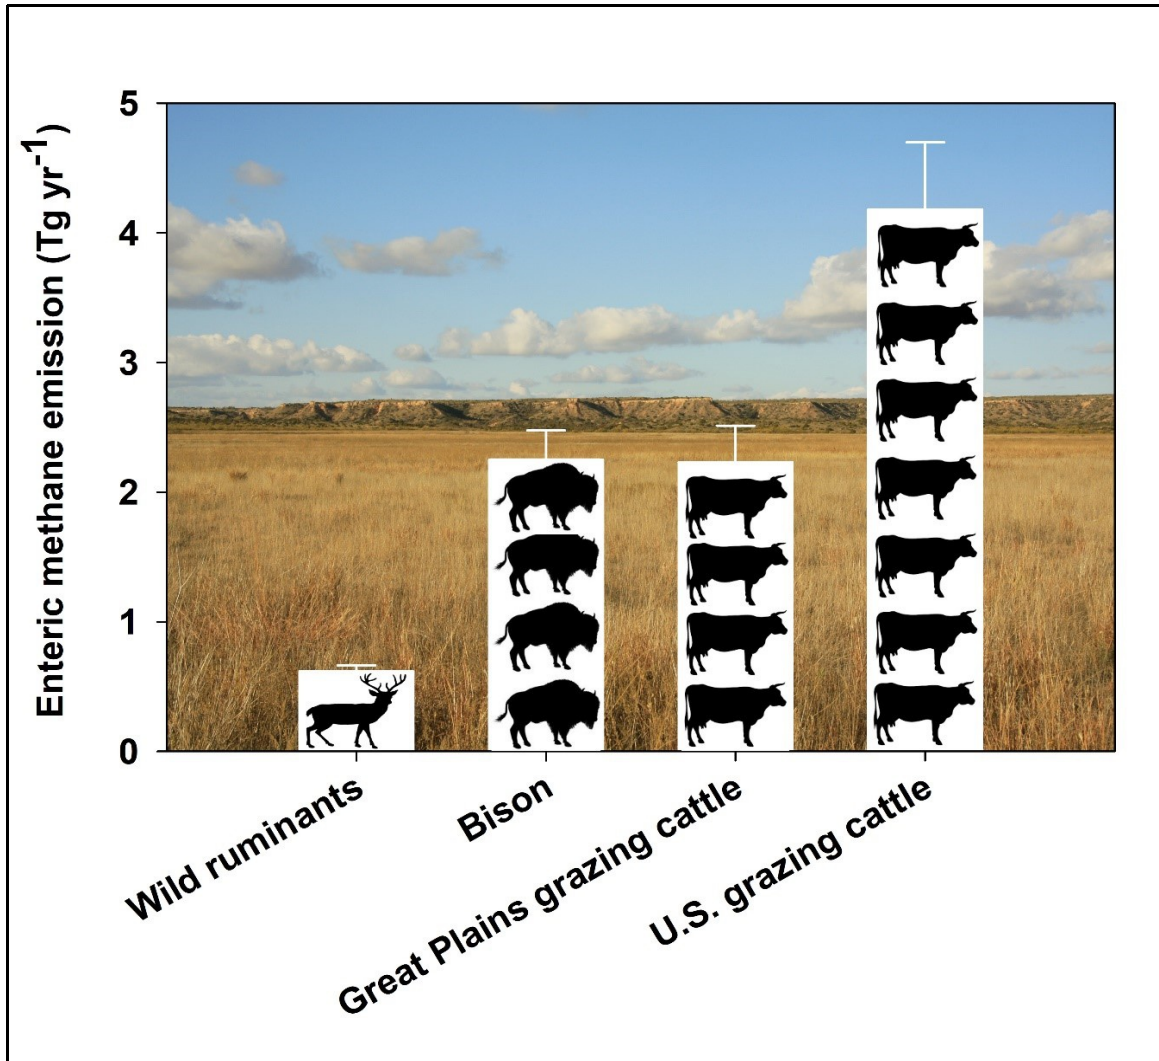 Enteric methane emission (Tg yr-1)
5
4
3
2
1
0
Wild ruminants
Bison
Great Plains grazing cattle
U.S. grazing cattle